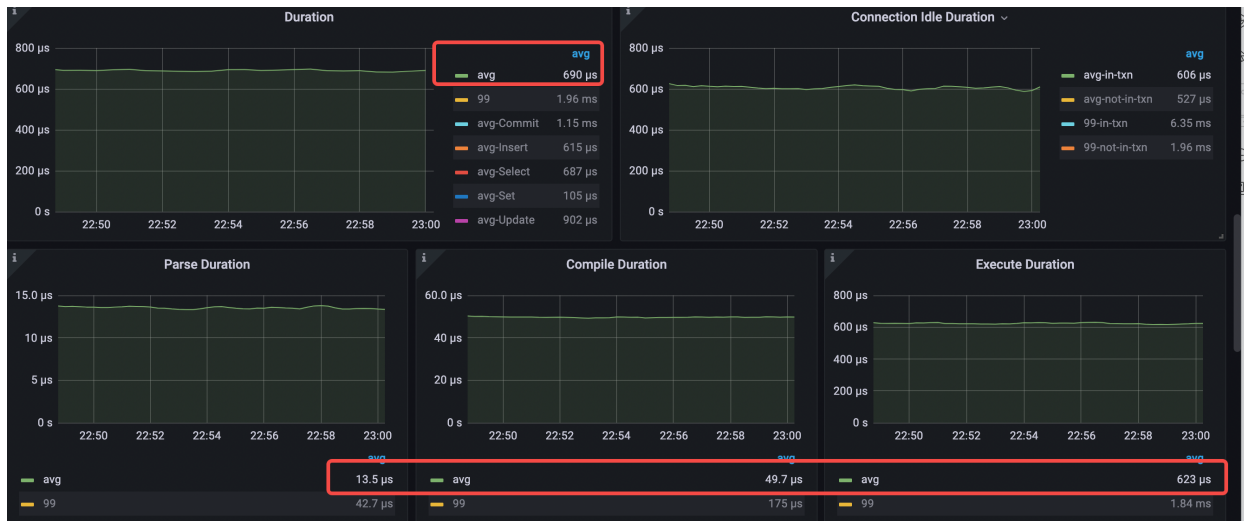 Duration
800 μs
600 μs
400 μs
200 μs
0 s
22:50 22:52 22:54 22:56 22:58 23:00
avg
avg 690 μs
99 1.96 ms
avg-Commit 1.15 ms
avg-Insert 615 μs
avg-Select 687 μs
avg-Set 105 μs
avg-Update 902 μs
Connection Idle Duration
800 μs
600 μs
400 μs
200 μs
0 s
22:50 22:52 22:54 22:56 22:58 23:00
avg
avg-in-txn 606 μs
avg-not-in-txn 527 μs
99-in-txn 6.35 ms
99-not-in-txn 1.96 ms
Parse Duration
15.0 μs
10 μs
5 μs
0 s
22:50 22:52 22:54 22:56 22:58 23:00
avg
avg 13.5 μs
99 42.7 μs
Compile Duration
60.0 μs
40 μs
20 μs
0 s
22:50 22:52 22:54 22:56 22:58 23:00
avg
avg 49.7 μs
99 175 μs
Execute Duration
800 μs
600 μs
400 μs
200 μs
0 s
22:50 22:52 22:54 22:56 22:58 23:00
avg
avg 623 μs
99 1.84 ms